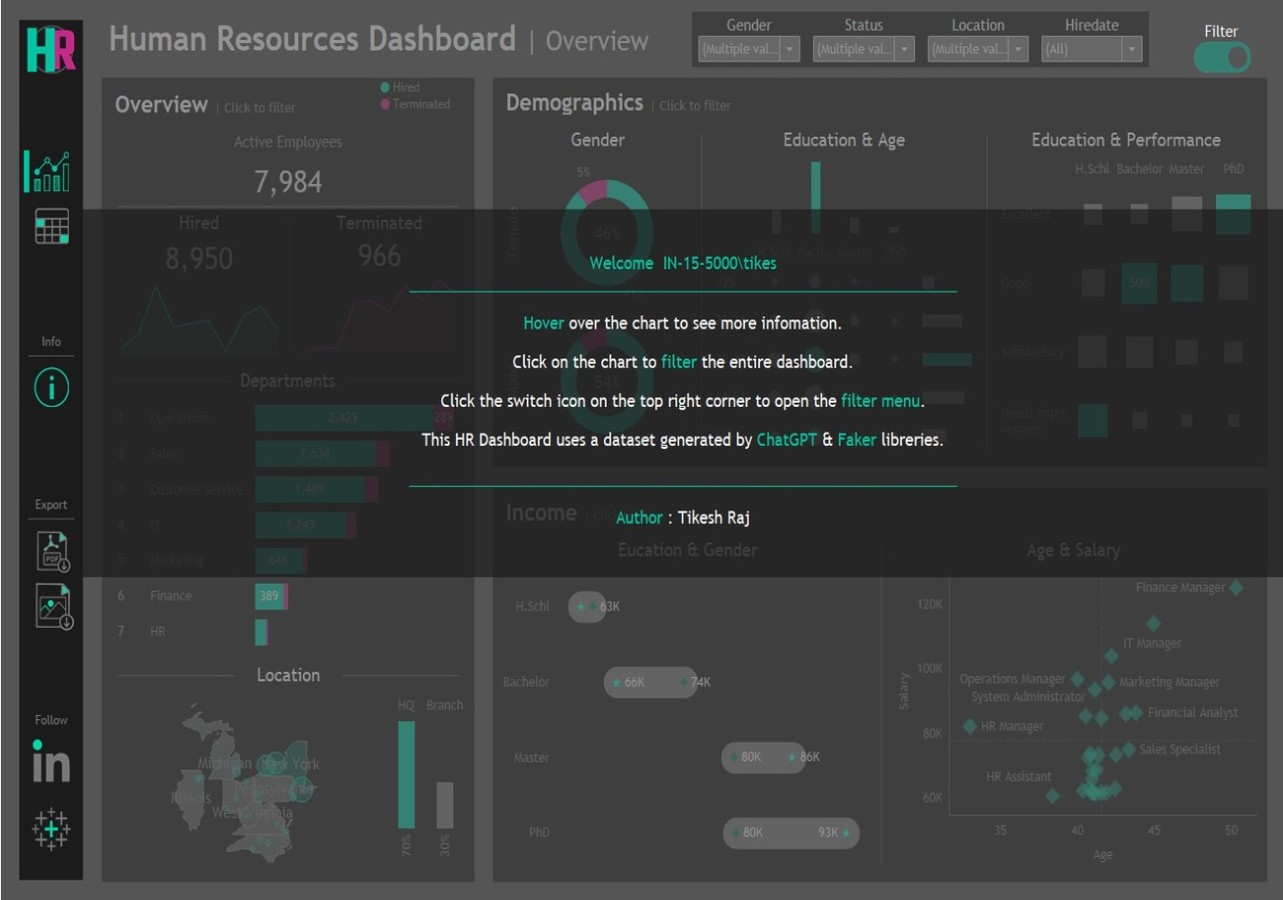 HR
Human Resources Dashboard | Overview
Gender
(Multiple val...
Status
(Multiple val...
Location
(Multiple val...
Hiredate
(All)
Filter
Info
Export
PDF
Follow
in
Overview | Click to filter
Hired
Terminated
Active Employees
7,984
Hired
8,950
Terminated
966
Departments
1 Operations 2,429 289
2 Sales 1,634
3 Customer Service 1,489
4 IT 1,243
5 Marketing 646
6 Finance 389
7 HR
Location
HQ Branch
Michigan
New York
Illinois
Pennsylvania
West Virginia
70% 30%
Demographics | Click to filter
Gender
5%
Female
46%
Male
54%
Education & Age
H.Schl Bach... Master PhD
Education & Performance
H.Schl Bachelor Master PhD
Excellent
Good
50%
Satisfactory
Needs Impro
vement
Welcome IN-15-5000\tikes
Hover over the chart to see more infomation.
Click on the chart to filter the entire dashboard.
Click the switch icon on the top right corner to open the filter menu.
This HR Dashboard uses a dataset generated by ChatGPT & Faker libreries.
Author : Tikesh Raj
Income
Eucation & Gender
H.Schl 63K
Bachelor 66K 74K
Master 80K 86K
PhD 80K 93K
Age & Salary
Finance Manager
120K
IT Manager
100K
Operations Manager
Marketing Manager
System Administrator
Financial Analyst
80K
HR Manager
Sales Specialist
HR Assistant
60K
Salary
35 40 45 50
Age